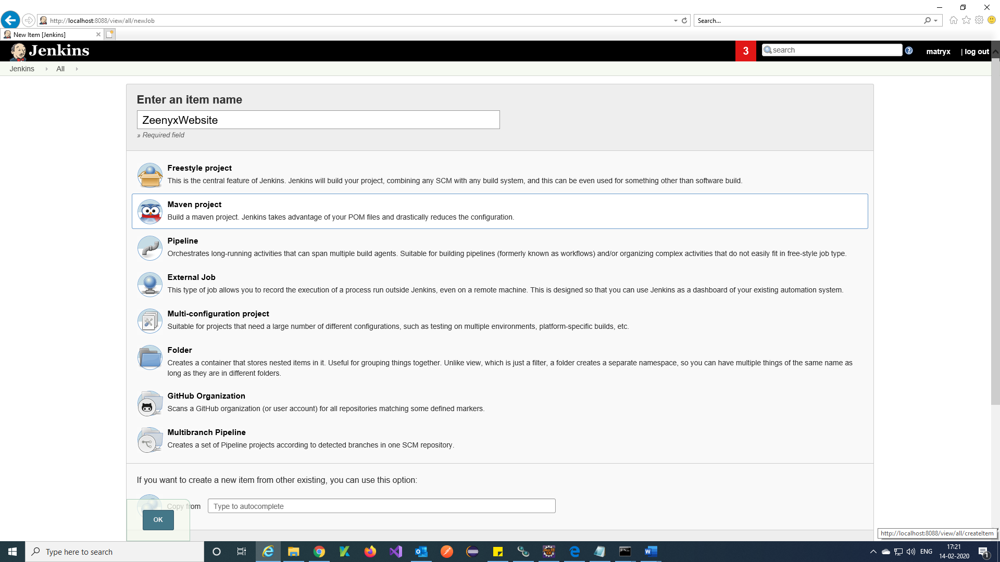 http://localhost:8088/view/all/newJob
Search...
New Item [Jenkins]
Jenkins
3
search
matryx
| log out
Jenkins
All
Enter an item name
ZeenyxWebsite
» Required field
Freestyle project
This is the central feature of Jenkins. Jenkins will build your project, combining any SCM with any build system, and this can be even used for something other than software build.
Maven project
Build a maven project. Jenkins takes advantage of your POM files and drastically reduces the configuration.
Pipeline
Orchestrates long-running activities that can span multiple build agents. Suitable for building pipelines (formerly known as workflows) and/or organizing complex activities that do not easily fit in free-style job type.
External Job
This type of job allows you to record the execution of a process run outside Jenkins, even on a remote machine. This is designed so that you can use Jenkins as a dashboard of your existing automation system.
Multi-configuration project
Suitable for projects that need a large number of different configurations, such as testing on multiple environments, platform-specific builds, etc.
Folder
Creates a container that stores nested items in it. Useful for grouping things together. Unlike view, which is just a filter, a folder creates a separate namespace, so you can have multiple things of the same name as
long as they are in different folders.
GitHub Organization
Scans a GitHub organization (or user account) for all repositories matching some defined markers.
Multibranch Pipeline
Creates a set of Pipeline projects according to detected branches in one SCM repository.
If you want to create a new item from other existing, you can use this option:
Copy from
Type to autocomplete
OK
http://localhost:8088/view/all/createItem
Type here to search
ENG
17:21
14-02-2020
1